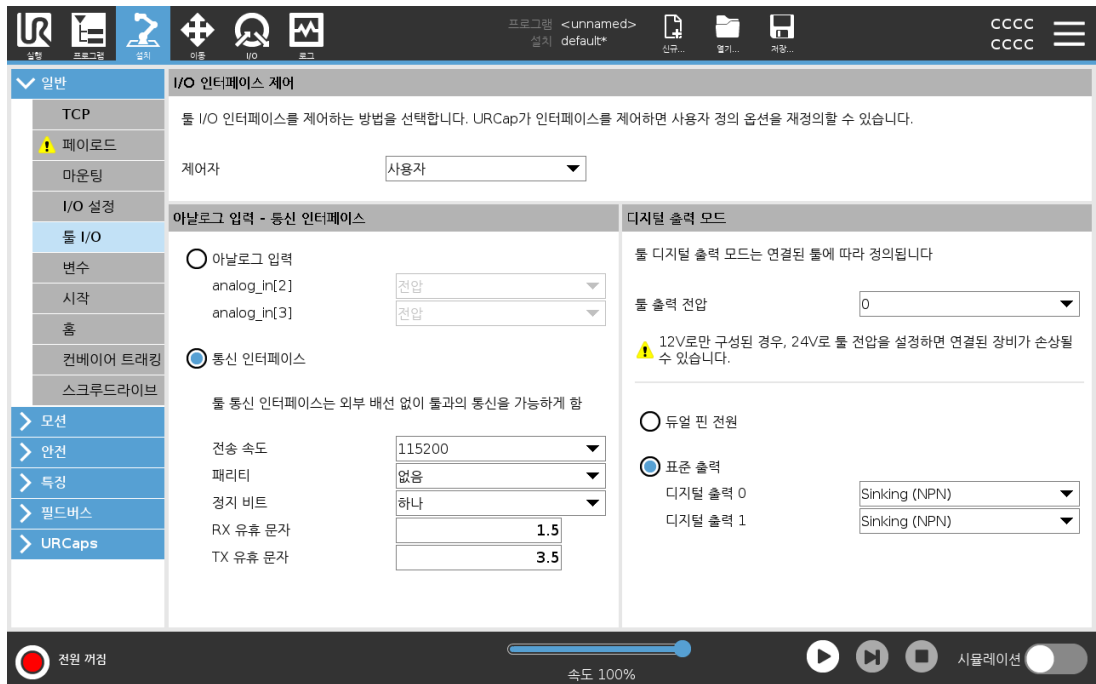 프로그램 <unnamed>
설치 default*
CCCC
CCCC
실행
프로그램
설치
이동
I/O
로그
신규...
열기...
저장...
일반
TCP
페이로드
마운팅
I/O 설정
툴 I/O
변수
시작
홈
컨베이어 트래킹
스크루드라이브
모션
안전
특징
필드버스
URCaps
I/O 인터페이스 제어
툴 I/O 인터페이스를 제어하는 방법을 선택합니다. URCap가 인터페이스를 제어하면 사용자 정의 옵션을 재정의할 수 있습니다.
제어자 사용자
아날로그 입력 - 통신 인터페이스
아날로그 입력
analog_in[2] 전압
analog_in[3] 전압
통신 인터페이스
툴 통신 인터페이스는 외부 배선 없이 툴과의 통신을 가능하게 함
전송 속도 115200
패리티 없음
정지 비트 하나
RX 유휴 문자 1.5
TX 유휴 문자 3.5
디지털 출력 모드
툴 디지털 출력 모드는 연결된 툴에 따라 정의됩니다
툴 출력 전압 0
12V로만 구성된 경우, 24V로 툴 전압을 설정하면 연결된 장비가 손상될
수 있습니다.
듀얼 핀 전원
표준 출력
디지털 출력 0 Sinking (NPN)
디지털 출력 1 Sinking (NPN)
전원 꺼짐
속도 100%
시뮬레이션